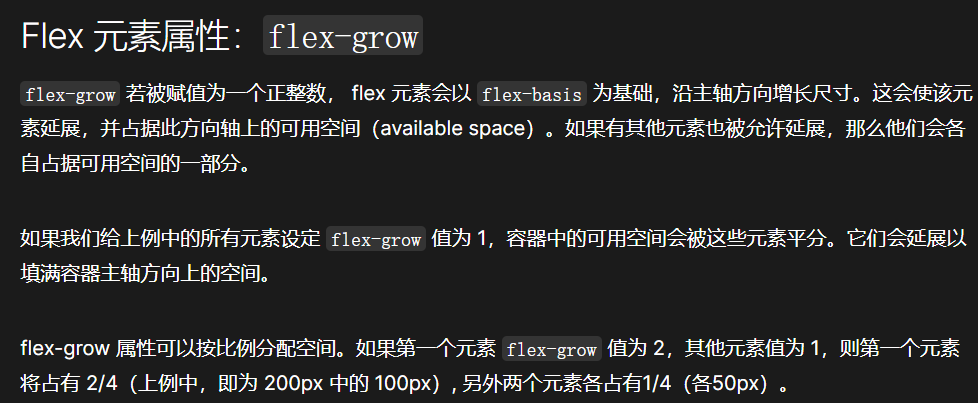 Flex 元素属性：flex-grow
flex-grow 若被赋值为一个正整数， flex 元素会以 flex-basis 为基础，沿主轴方向增长尺寸。这会使该元
素延展，并占据此方向轴上的可用空间（available space）。如果有其他元素也被允许延展，那么他们会各
自占据可用空间的一部分。
如果我们给上例中的所有元素设定 flex-grow 值为 1，容器中的可用空间会被这些元素平分。它们会延展以
填满容器主轴方向上的空间。
flex-grow 属性可以按比例分配空间。如果第一个元素 flex-grow 值为 2，其他元素值为 1，则第一个元素
将占有 2/4（上例中，即为 200px 中的 100px）, 另外两个元素各占有1/4（各50px）。